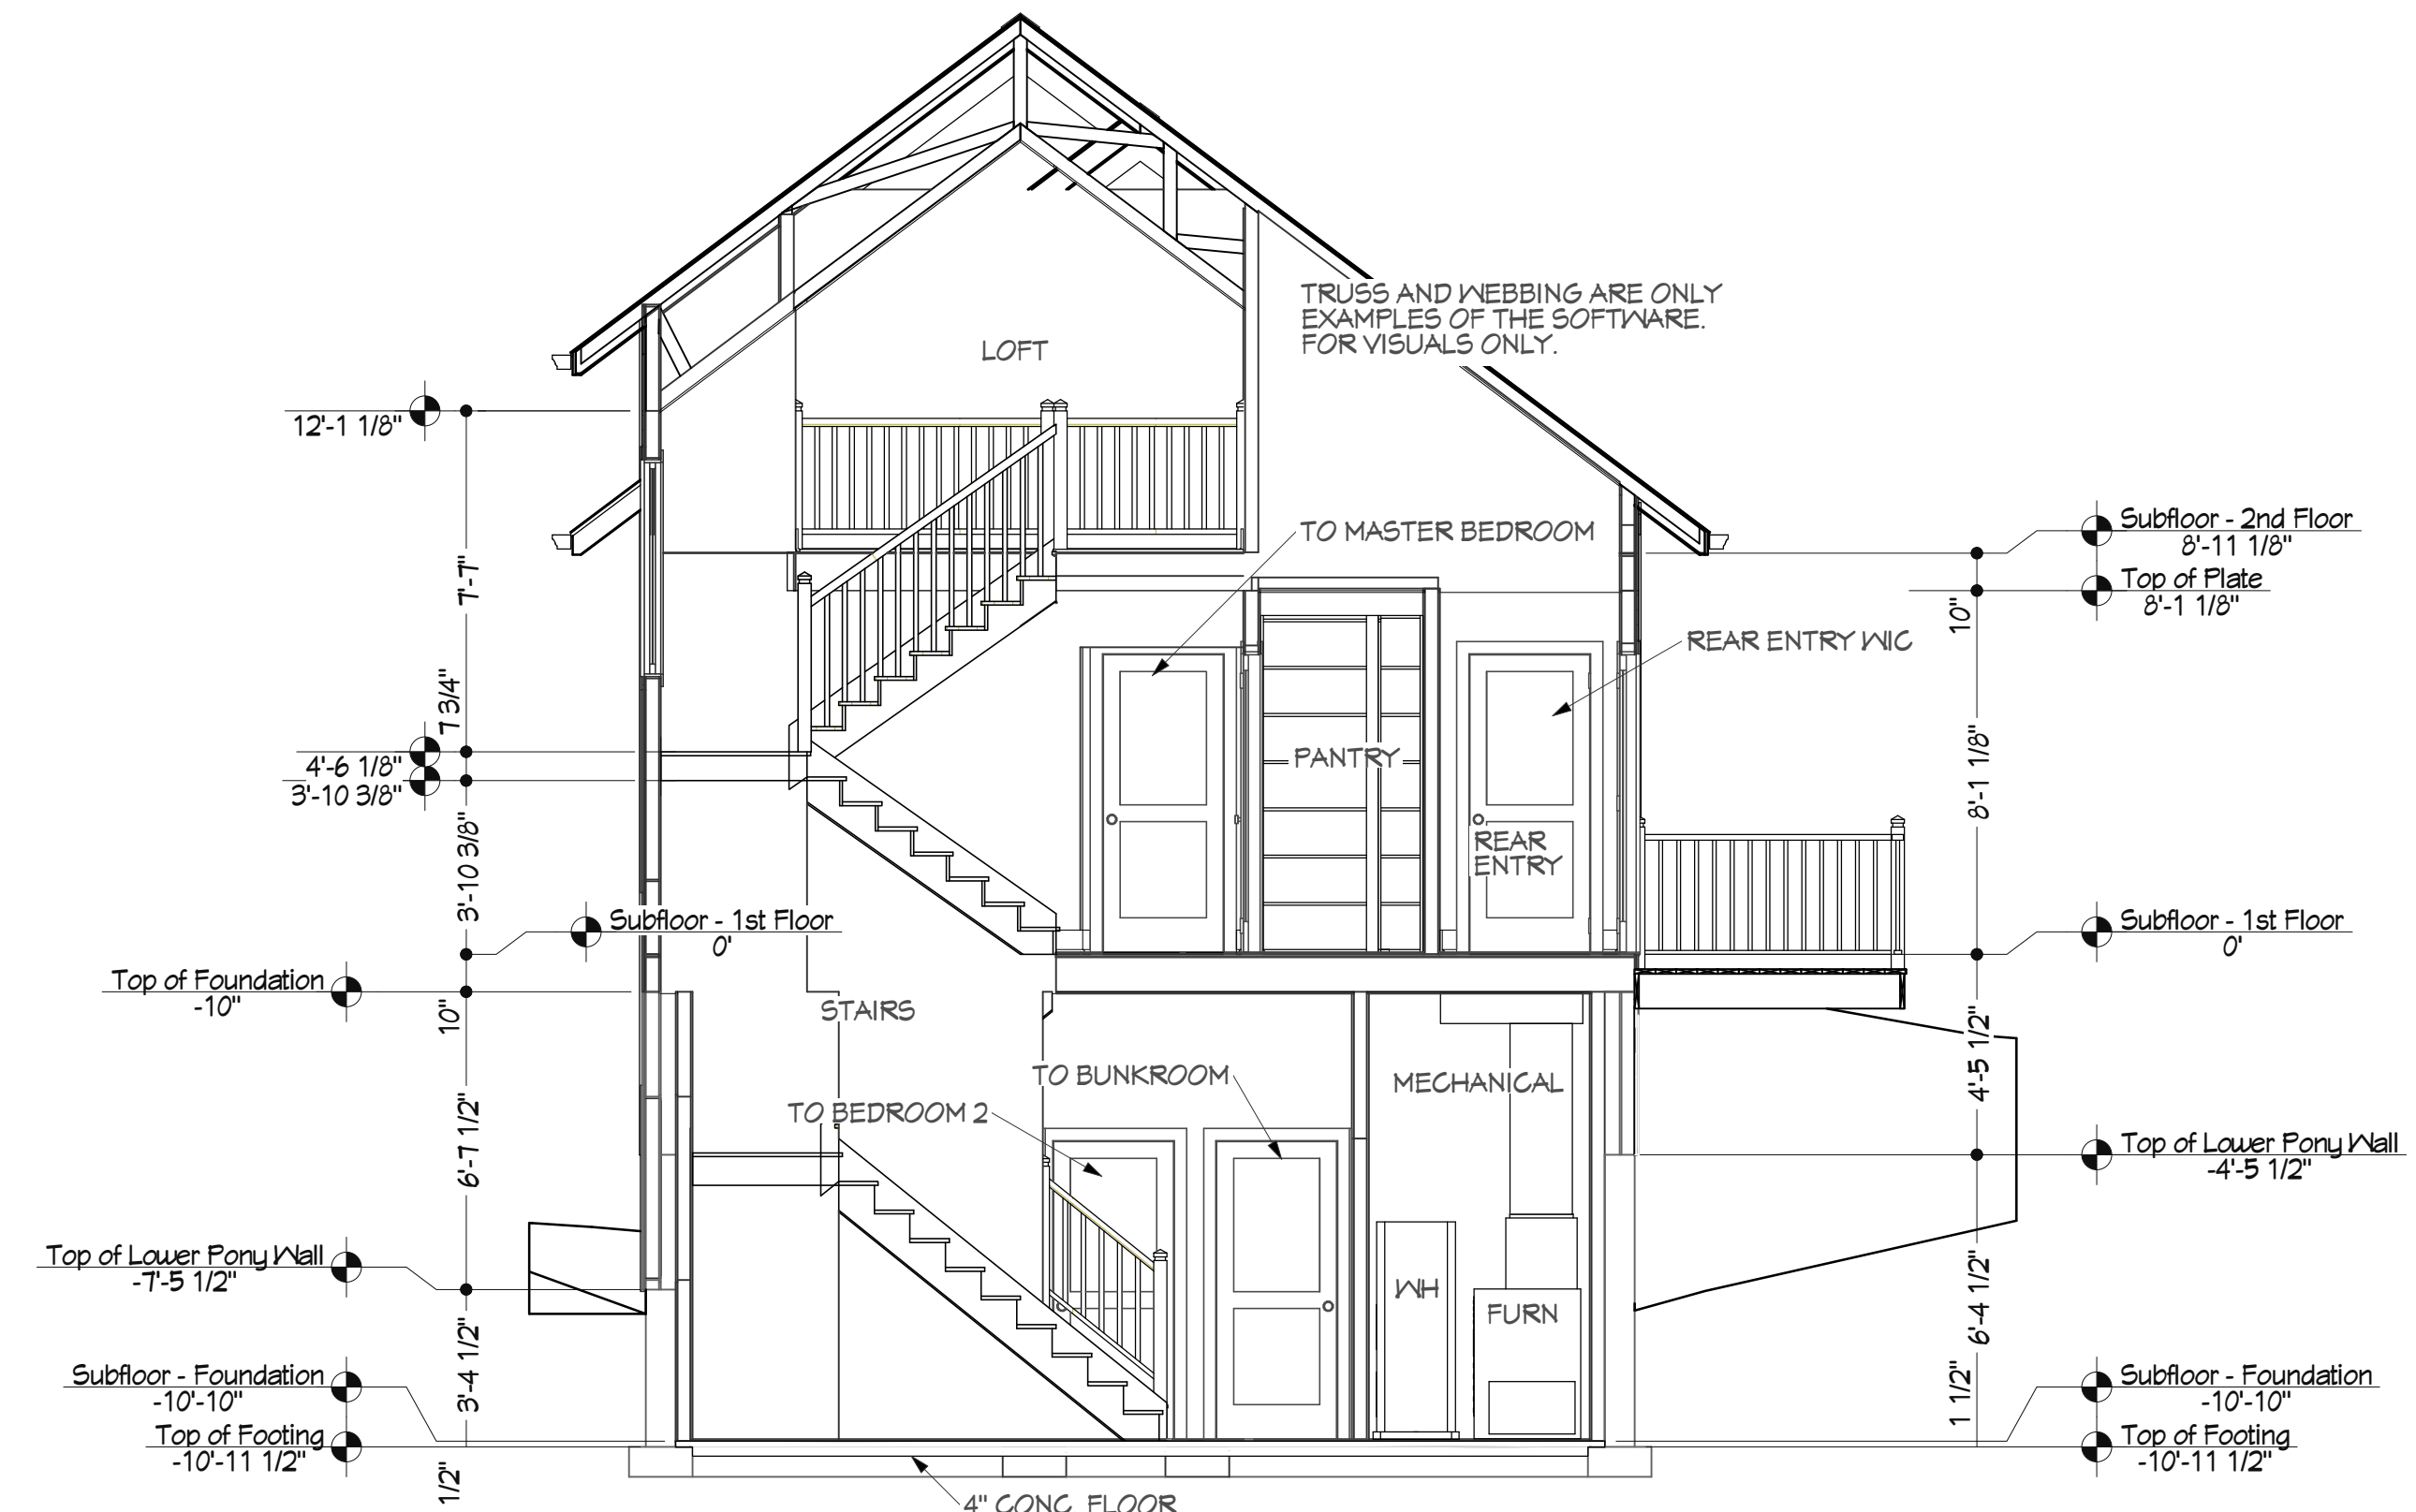 TRUSS AND WEBBING ARE ONLY
EXAMPLES OF THE SOFTWARE.
FOR VISUALS ONLY.
LOFT
12'-1 1/8"
7'-7"
TO MASTER BEDROOM
Subfloor - 2nd Floor
8'-11 1/8"
Top of Plate
8'-1 1/8"
10"
REAR ENTRY WIC
7 3/4"
4'-6 1/8"
3'-10 3/8"
PANTRY
8'-1 1/8"
3'-10 3/8"
REAR
ENTRY
Subfloor - 1st Floor
0'
Subfloor - 1st Floor
0'
Top of Foundation
-10"
10"
STAIRS
4'-5 1/2"
TO BUNKROOM
MECHANICAL
TO BEDROOM 2
6'-7 1/2"
Top of Lower Pony Wall
-4'-5 1/2"
Top of Lower Pony Wall
-7'-5 1/2"
WH
FURN
6'-4 1/2"
3'-4 1/2"
Subfloor - Foundation
-10'-10"
Subfloor - Foundation
-10'-10"
1 1/2"
Top of Footing
-10'-11 1/2"
Top of Footing
-10'-11 1/2"
1/2"
4" CONC. FLOOR